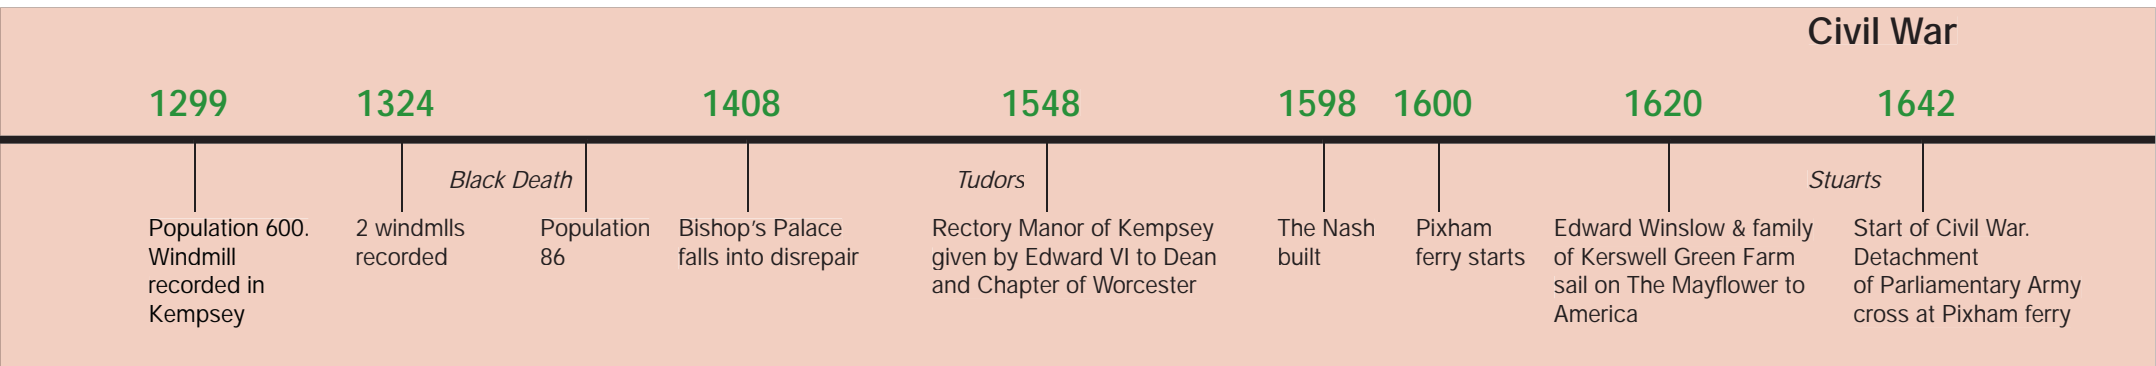 Civil War
1299 1324 1408 1548 1598 1600 1620 1642
Black Death Tudors Stuarts
Population 600.
Windmill
recorded in
Kempsey
2 windmlls
recorded
Population
86
Bishop's Palace
falls into disrepair
Rectory Manor of Kempsey
given by Edward VI to Dean
and Chapter of Worcester
The Nash
built
Pixham
ferry starts
Edward Winslow & family
of Kerswell Green Farm
sail on The Mayflower to
America
Start of Civil War.
Detachment
of Parliamentary Army
cross at Pixham ferry